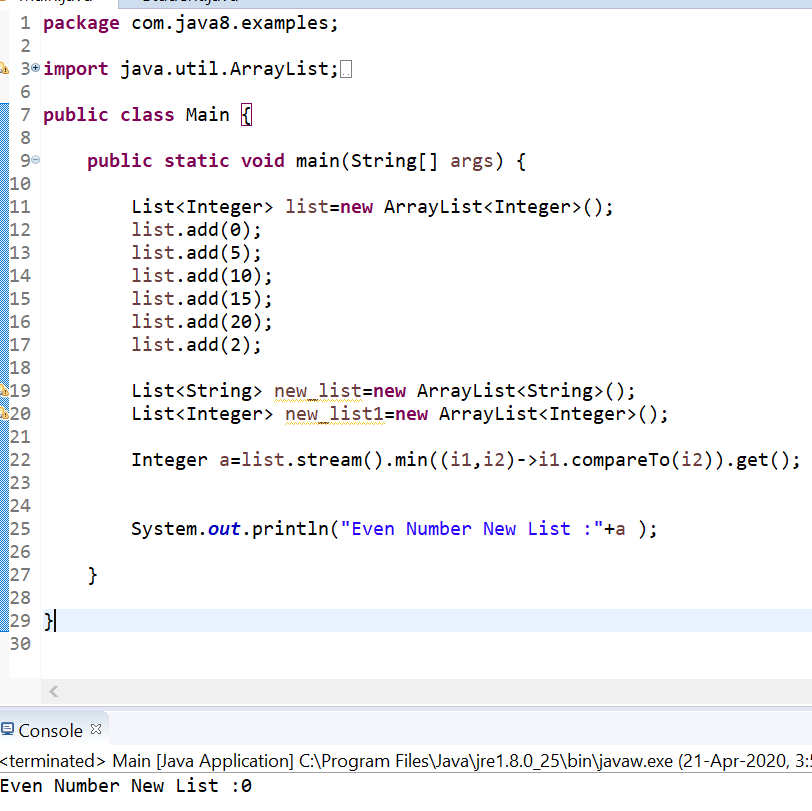 1 package com.java8.examples;
2
3 import java.util.ArrayList;
6
7 public class Main {
8
9 public static void main(String[] args) {
10
11 List<Integer> list=new ArrayList<Integer>();
12 list.add(0);
13 list.add(5);
14 list.add(10);
15 list.add(15);
16 list.add(20);
17 list.add(2);
18
19 List<String> new_list=new ArrayList<String>();
20 List<Integer> new_list1=new ArrayList<Integer>();
21
22 Integer a=list.stream().min((i1,i2)->i1.compareTo(i2)).get();
23
24
25 System.out.println("Even Number New List :"+a );
26
27 }
28
29 }
30
Console
<terminated> Main [Java Application] C:\Program Files\Java\jre1.8.0_25\bin\javaw.exe (21-Apr-2020, 3:5
Even Number New List :0